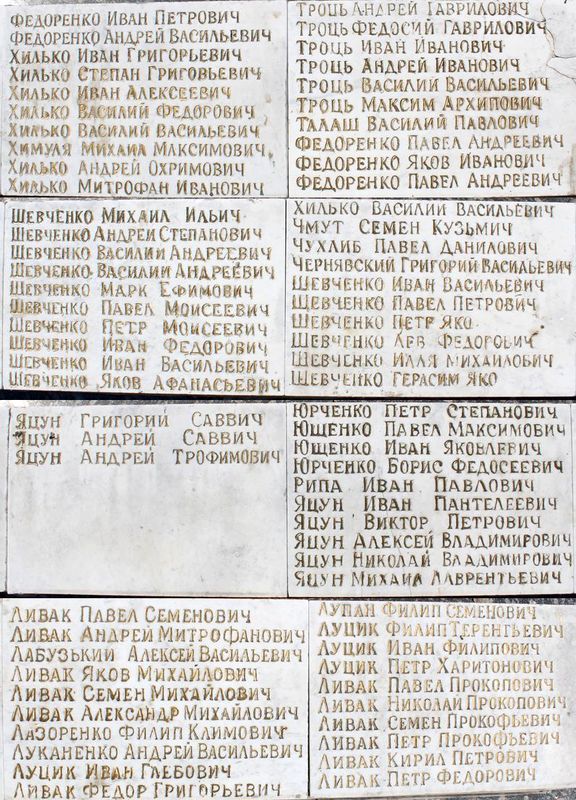 ФЕДОРЕНКО ИВАН ПЕТРОВИЧ
ФЕДОРЕНКО АНДРЕЙ ВАСИЛЬЕВИЧ
ХИЛЬКО ИВАН ГРИГОРЬЕВИЧ
ХИЛЬКО СТЕПАН ГРИГОВЬЕВИЧ
ХИЛЬКО ИВАН АЛЕКСЕЕВИЧ
ХИЛЬКО ВАСИЛИЙ ФЕДОРОВИЧ
ХИЛЬКО ВАСИЛИЙ ВАСИЛЬЕВИЧ
ХИМУЛЯ МИХАИЛ МАКСИМОВИЧ
ХИЛЬКО АНДРЕЙ ОХРИМОВИЧ
ХИЛЬКО МИТРОФАН ИВАНОВИЧ
ТРОЦЬ АНДРЕЙ ГАВРИЛОВИЧ
ТРОЦЬ ФЕДОСИЙ ГАВРИЛОВИЧ
ТРОЦЬ ИВАН ИВАНОВИЧ
ТРОЦЬ АНДРЕЙ ИВАНОВИЧ
ТРОЦЬ ВАСИЛИЙ ВАСИЛЬЕВИЧ
ТРОЦЬ МАКСИМ АРХИПОВИЧ
ТАЛАШ ВАСИЛИЙ ПАВЛОВИЧ
ФЕДОРЕНКО ПАВЕЛ АНДРЕЕВИЧ
ФЕДОРЕНКО ЯКОВ ИВАНОВИЧ
ФЕДОРЕНКО ПАВЕЛ АНДРЕЕВИЧ
ШЕВЧЕНКО МИХАИЛ ИЛЬИЧ
ШЕВЧЕНКО АНДРЕЙ СТЕПАНОВИЧ
ШЕВЧЕНКО ВАСИЛИЙ АНДРЕЕВИЧ
ШЕВЧЕНКО ВАСИЛИЙ АНДРЕЕВИЧ
ШЕВЧЕНКО МАРК ЕФИМОВИЧ
ШЕВЧЕНКО ПАВЕЛ МОИСЕЕВИЧ
ШЕВЧЕНКО ПЕТР МОИСЕЕВИЧ
ШЕВЧЕНКО ИВАН ФЕДОРОВИЧ
ШЕВЧЕНКО ИВАН ВАСИЛЬЕВИЧ
ШЕВЧЕНКО ЯКОВ АФАНАСЬЕВИЧ
ХИЛЬКО ВАСИЛИЙ ВАСИЛЬЕВИЧ
ЧМУТ СЕМЕН КУЗЬМИЧ
ЧУХЛИБ ПАВЕЛ ДАНИЛОВИЧ
ЧЕРНЯВСКИЙ ГРИГОРИЙ ВАСИЛЬЕВИЧ
ШЕВЧЕНКО ИВАН ВАСИЛЬЕВИЧ
ШЕВЧЕНКО ПАВЕЛ ПЕТРОВИЧ
ШЕВЧЕНКО ПЕТР ЯКО
ШЕВЧЕНКО ЛЕВ ФЕДОРОВИЧ
ШЕВЧЕНКО ИЛЛЯ МИХАИЛОВИЧ
ШЕВЧЕНКО ГЕРАСИМ ЯКО
ЯЦУН ГРИГОРИЙ САВВИЧ
ЯЦУН АНДРЕЙ САВВИЧ
ЯЦУН АНДРЕЙ ТРОФИМОВИЧ
ЮРЧЕНКО ПЕТР СТЕПАНОВИЧ
ЮЩЕНКО ПАВЕЛ МАКСИМОВИЧ
ЮЩЕНКО ИВАН ЯКОВЛЕВИЧ
ЮРЧЕНКО БОРИС ФЕДОСЕЕВИЧ
РИПА ИВАН ПАВЛОВИЧ
ЯЦУН ИВАН ПАНТЕЛЕЕВИЧ
ЯЦУН ВИКТОР ПЕТРОВИЧ
ЯЦУН АЛЕКСЕЙ ВЛАДИМИРОВИЧ
ЯЦУН НИКОЛАЙ ВЛАДИМИРОВИЧ
ЯЦУН МИХАИЛ ЛАВРЕНТЬЕВИЧ
ЛИВАК ПАВЕЛ СЕМЕНОВИЧ
ЛИВАК АНДРЕЙ МИТРОФАНОВИЧ
ЛАБУЗЬКИЙ АЛЕКСЕЙ ВАСИЛЬЕВИЧ
ЛИВАК ЯКОВ МИХАЙЛОВИЧ
ЛИВАК СЕМЕН МИХАЙЛОВИЧ
ЛИВАК АЛЕКСАНДР МИХАЙЛОВИЧ
ЛАЗОРЕНКО ФИЛИП КЛИМОВИЧ
ЛУКАНЕНКО АНДРЕЙ ВАСИЛЬЕВИЧ
ЛУЦИК ИВАН ГЛЕБОВИЧ
ЛИВАК ФЕДОР ГРИГОРЬЕВИЧ
ЛУПАН ФИЛИП СЕМЕНОВИЧ
ЛУЦИК ФИЛИП ТЕРЕНТЬЕВИЧ
ЛУЦИК ИВАН ФИЛИПОВИЧ
ЛУЦИК ПЕТР ХАРИТОНОВИЧ
ЛИВАК ПАВЕЛ ПРОКОПОВИЧ
ЛИВАК НИКОЛАЙ ПРОКОПОВИЧ
ЛИВАК СЕМЕН ПРОКОФЬЕВИЧ
ЛИВАК ПЕТР ПРОКОФЬЕВИЧ
ЛИВАК КИРИЛ ПЕТРОВИЧ
ЛИВАК ПЕТР ФЕДОРОВИЧ